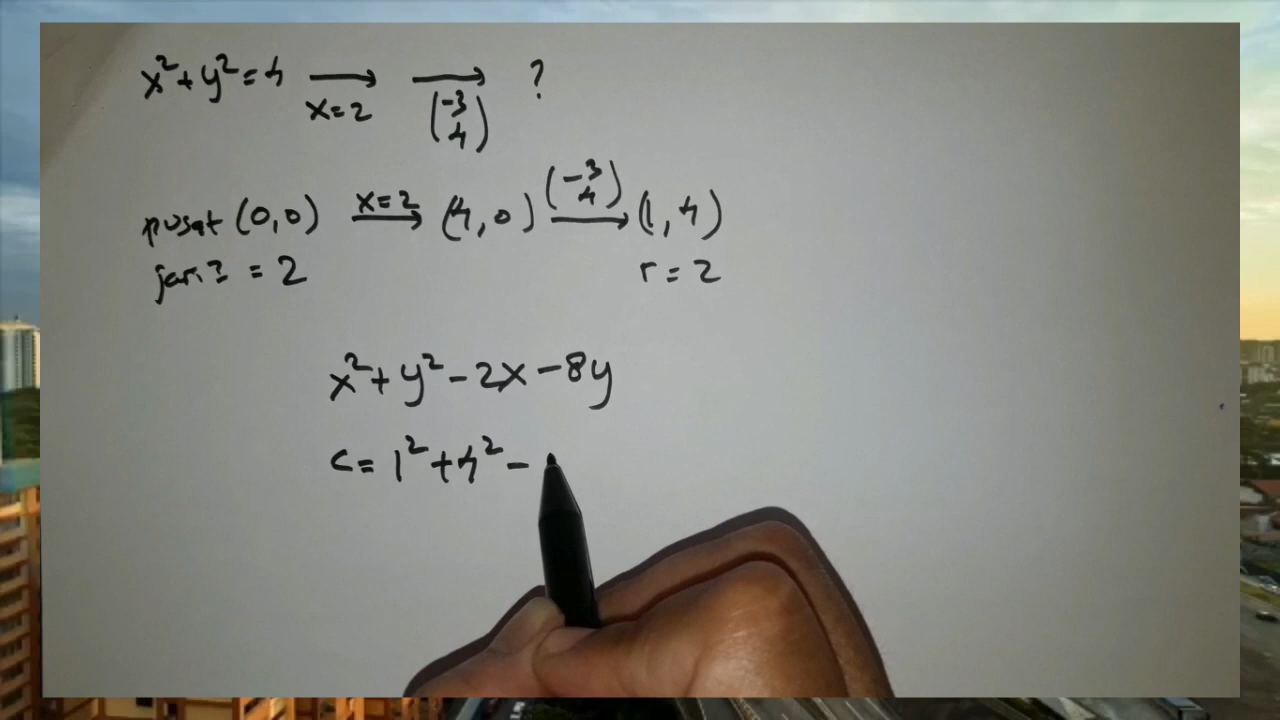 x²+y²=4 → x=2 → (-3 4) ?
pusat (0,0) x=2 → (4,0) (-3 4) → (1,4)
jari2 = 2 r=2
x²+y²-2x-8y
c= 1²+4²-